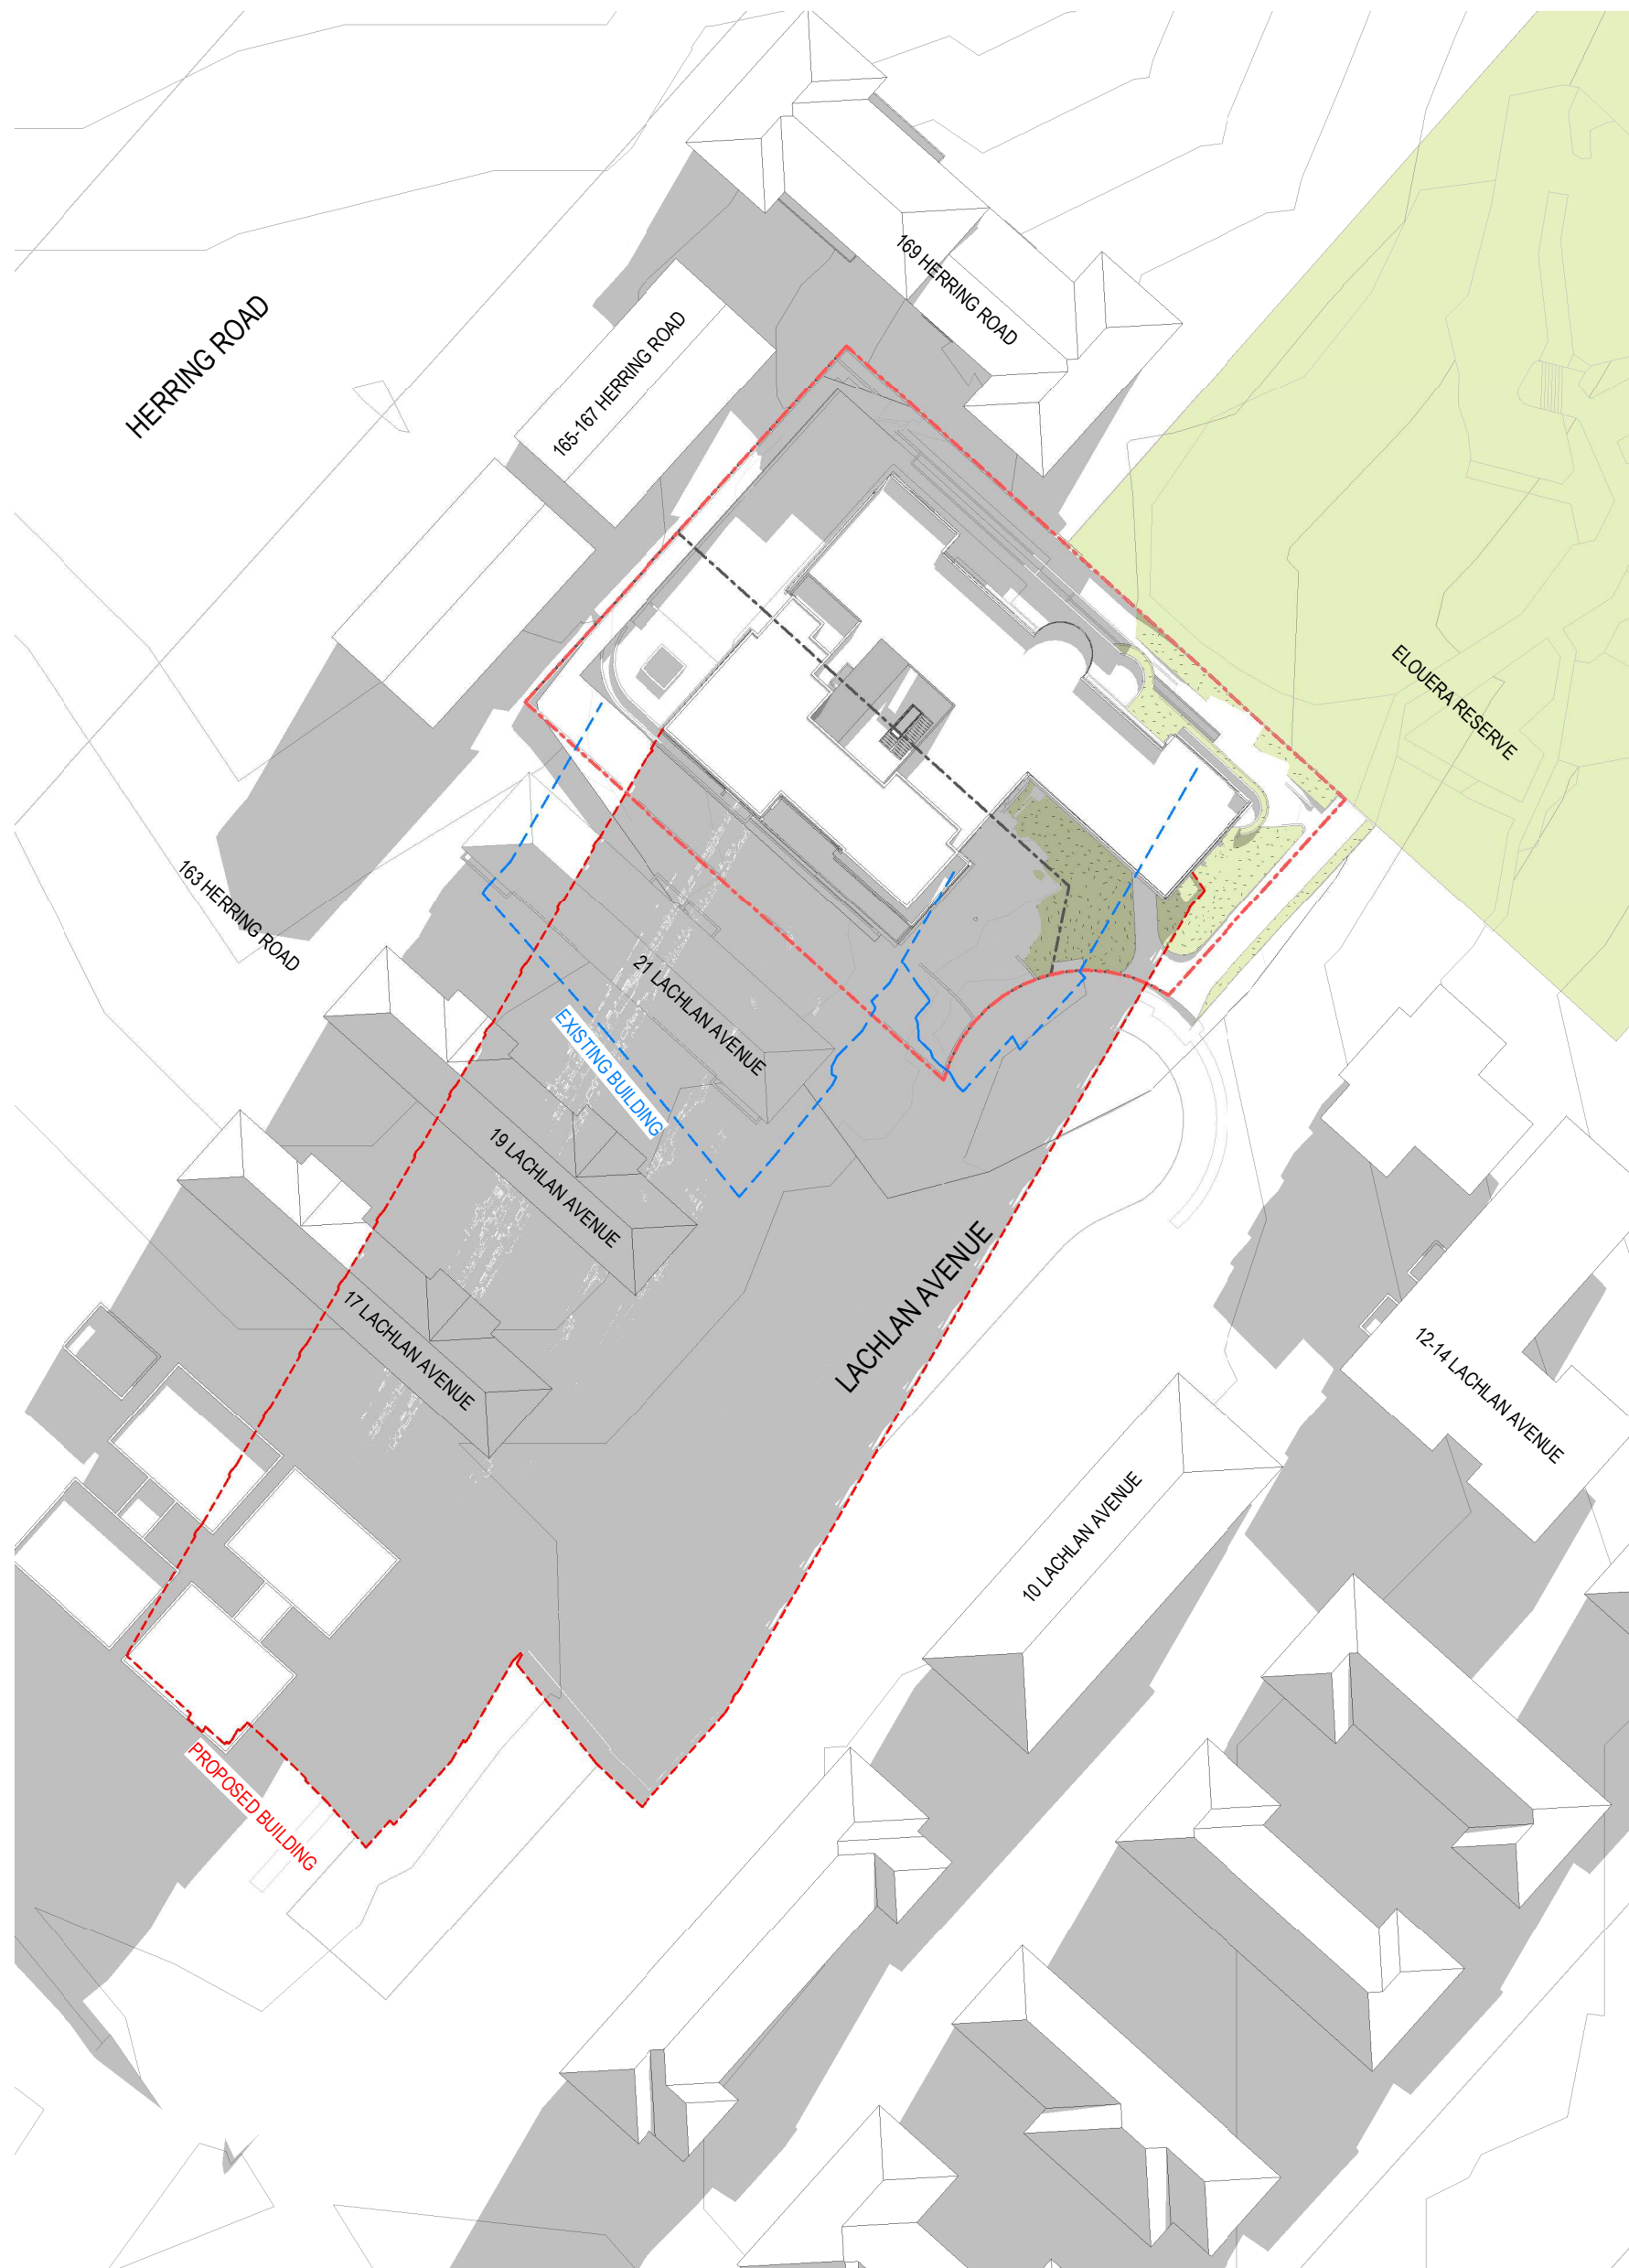 169 HERRING ROAD
HERRING ROAD
165-167 HERRING ROAD
ELOUERA RESERVE
163 HERRING ROAD
21 LACHLAN AVENUE
EXISTING BUILDING
19 LACHLAN AVENUE
LACHLAN AVENUE
17 LACHLAN AVENUE
12-14 LACHLAN AVENUE
10 LACHLAN AVENUE
PROPOSED BUILDING